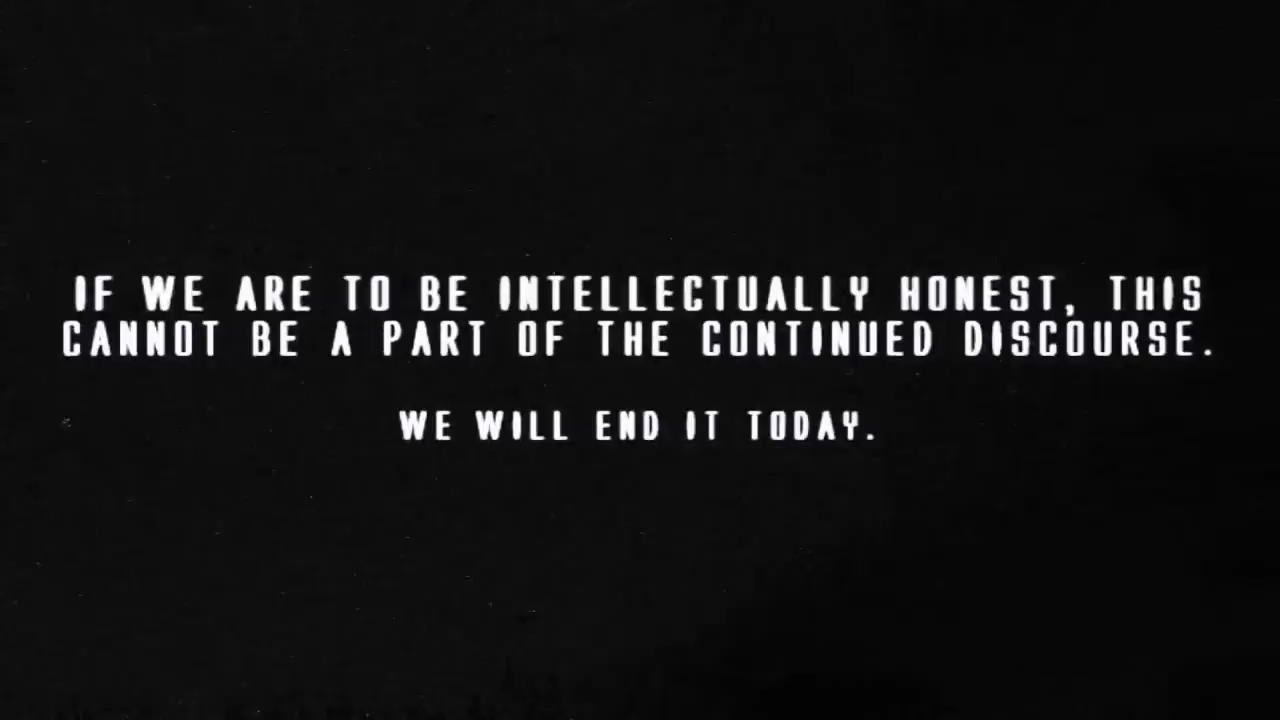 IF WE ARE TO BE INTELLECTUALLY HONEST, THIS
CANNOT BE A PART OF THE CONTINUED DISCOURSE.
WE WILL END IT TODAY.